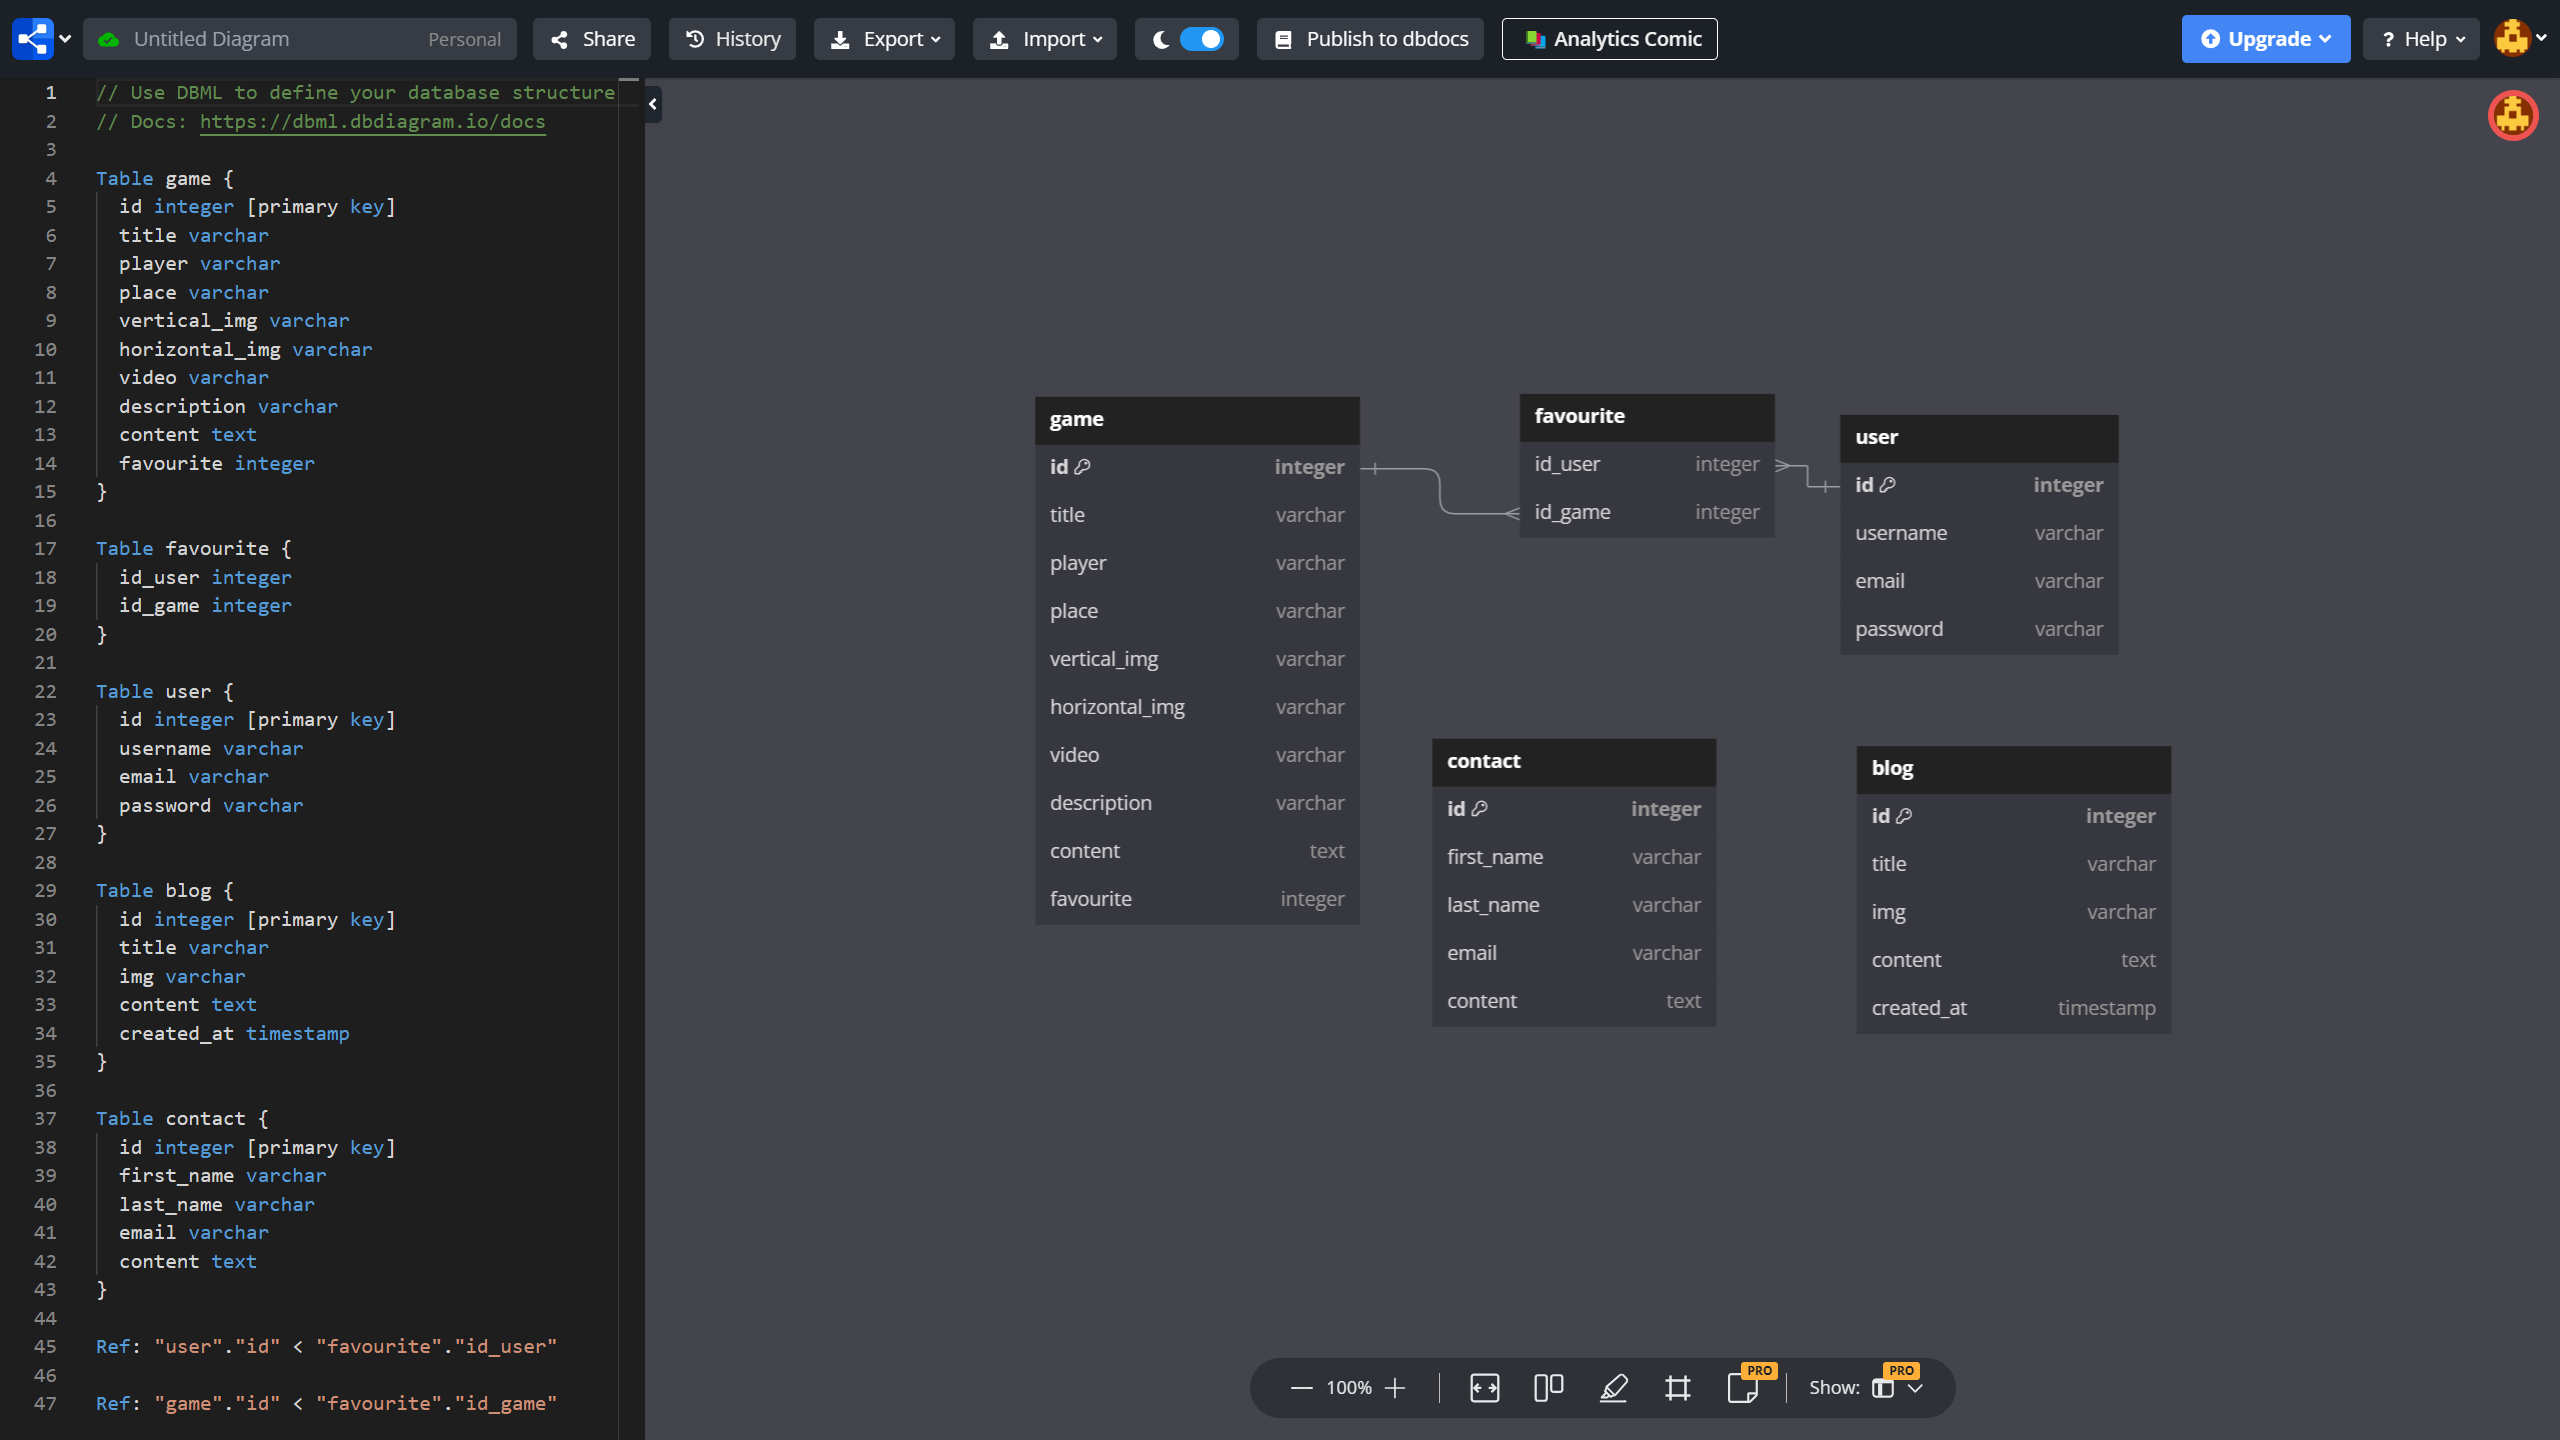 Untitled Diagram Personal Share History Export Import Publish to dbdocs Analytics Comic Upgrade ? Help
1 // Use DBML to define your database structure
2 // Docs: https://dbml.dbdiagram.io/docs
3
4 Table game {
5 id integer [primary key]
6 title varchar
7 player varchar
8 place varchar
9 vertical_img varchar
10 horizontal_img varchar
11 video varchar
12 description varchar
13 content text
14 favourite integer
15 }
16
17 Table favourite {
18 id_user integer
19 id_game integer
20 }
21
22 Table user {
23 id integer [primary key]
24 username varchar
25 email varchar
26 password varchar
27 }
28
29 Table blog {
30 id integer [primary key]
31 title varchar
32 img varchar
33 content text
34 created_at timestamp
35 }
36
37 Table contact {
38 id integer [primary key]
39 first_name varchar
40 last_name varchar
41 email varchar
42 content text
43 }
44
45 Ref: "user"."id" < "favourite"."id_user"
46
47 Ref: "game"."id" < "favourite"."id_game"
game
id integer
title varchar
player varchar
place varchar
vertical_img varchar
horizontal_img varchar
video varchar
description varchar
content text
favourite integer
favourite
id_user integer
id_game integer
user
id integer
username varchar
email varchar
password varchar
contact
id integer
first_name varchar
last_name varchar
email varchar
content text
blog
id integer
title varchar
img varchar
content text
created_at timestamp
100% PRO Show: PRO